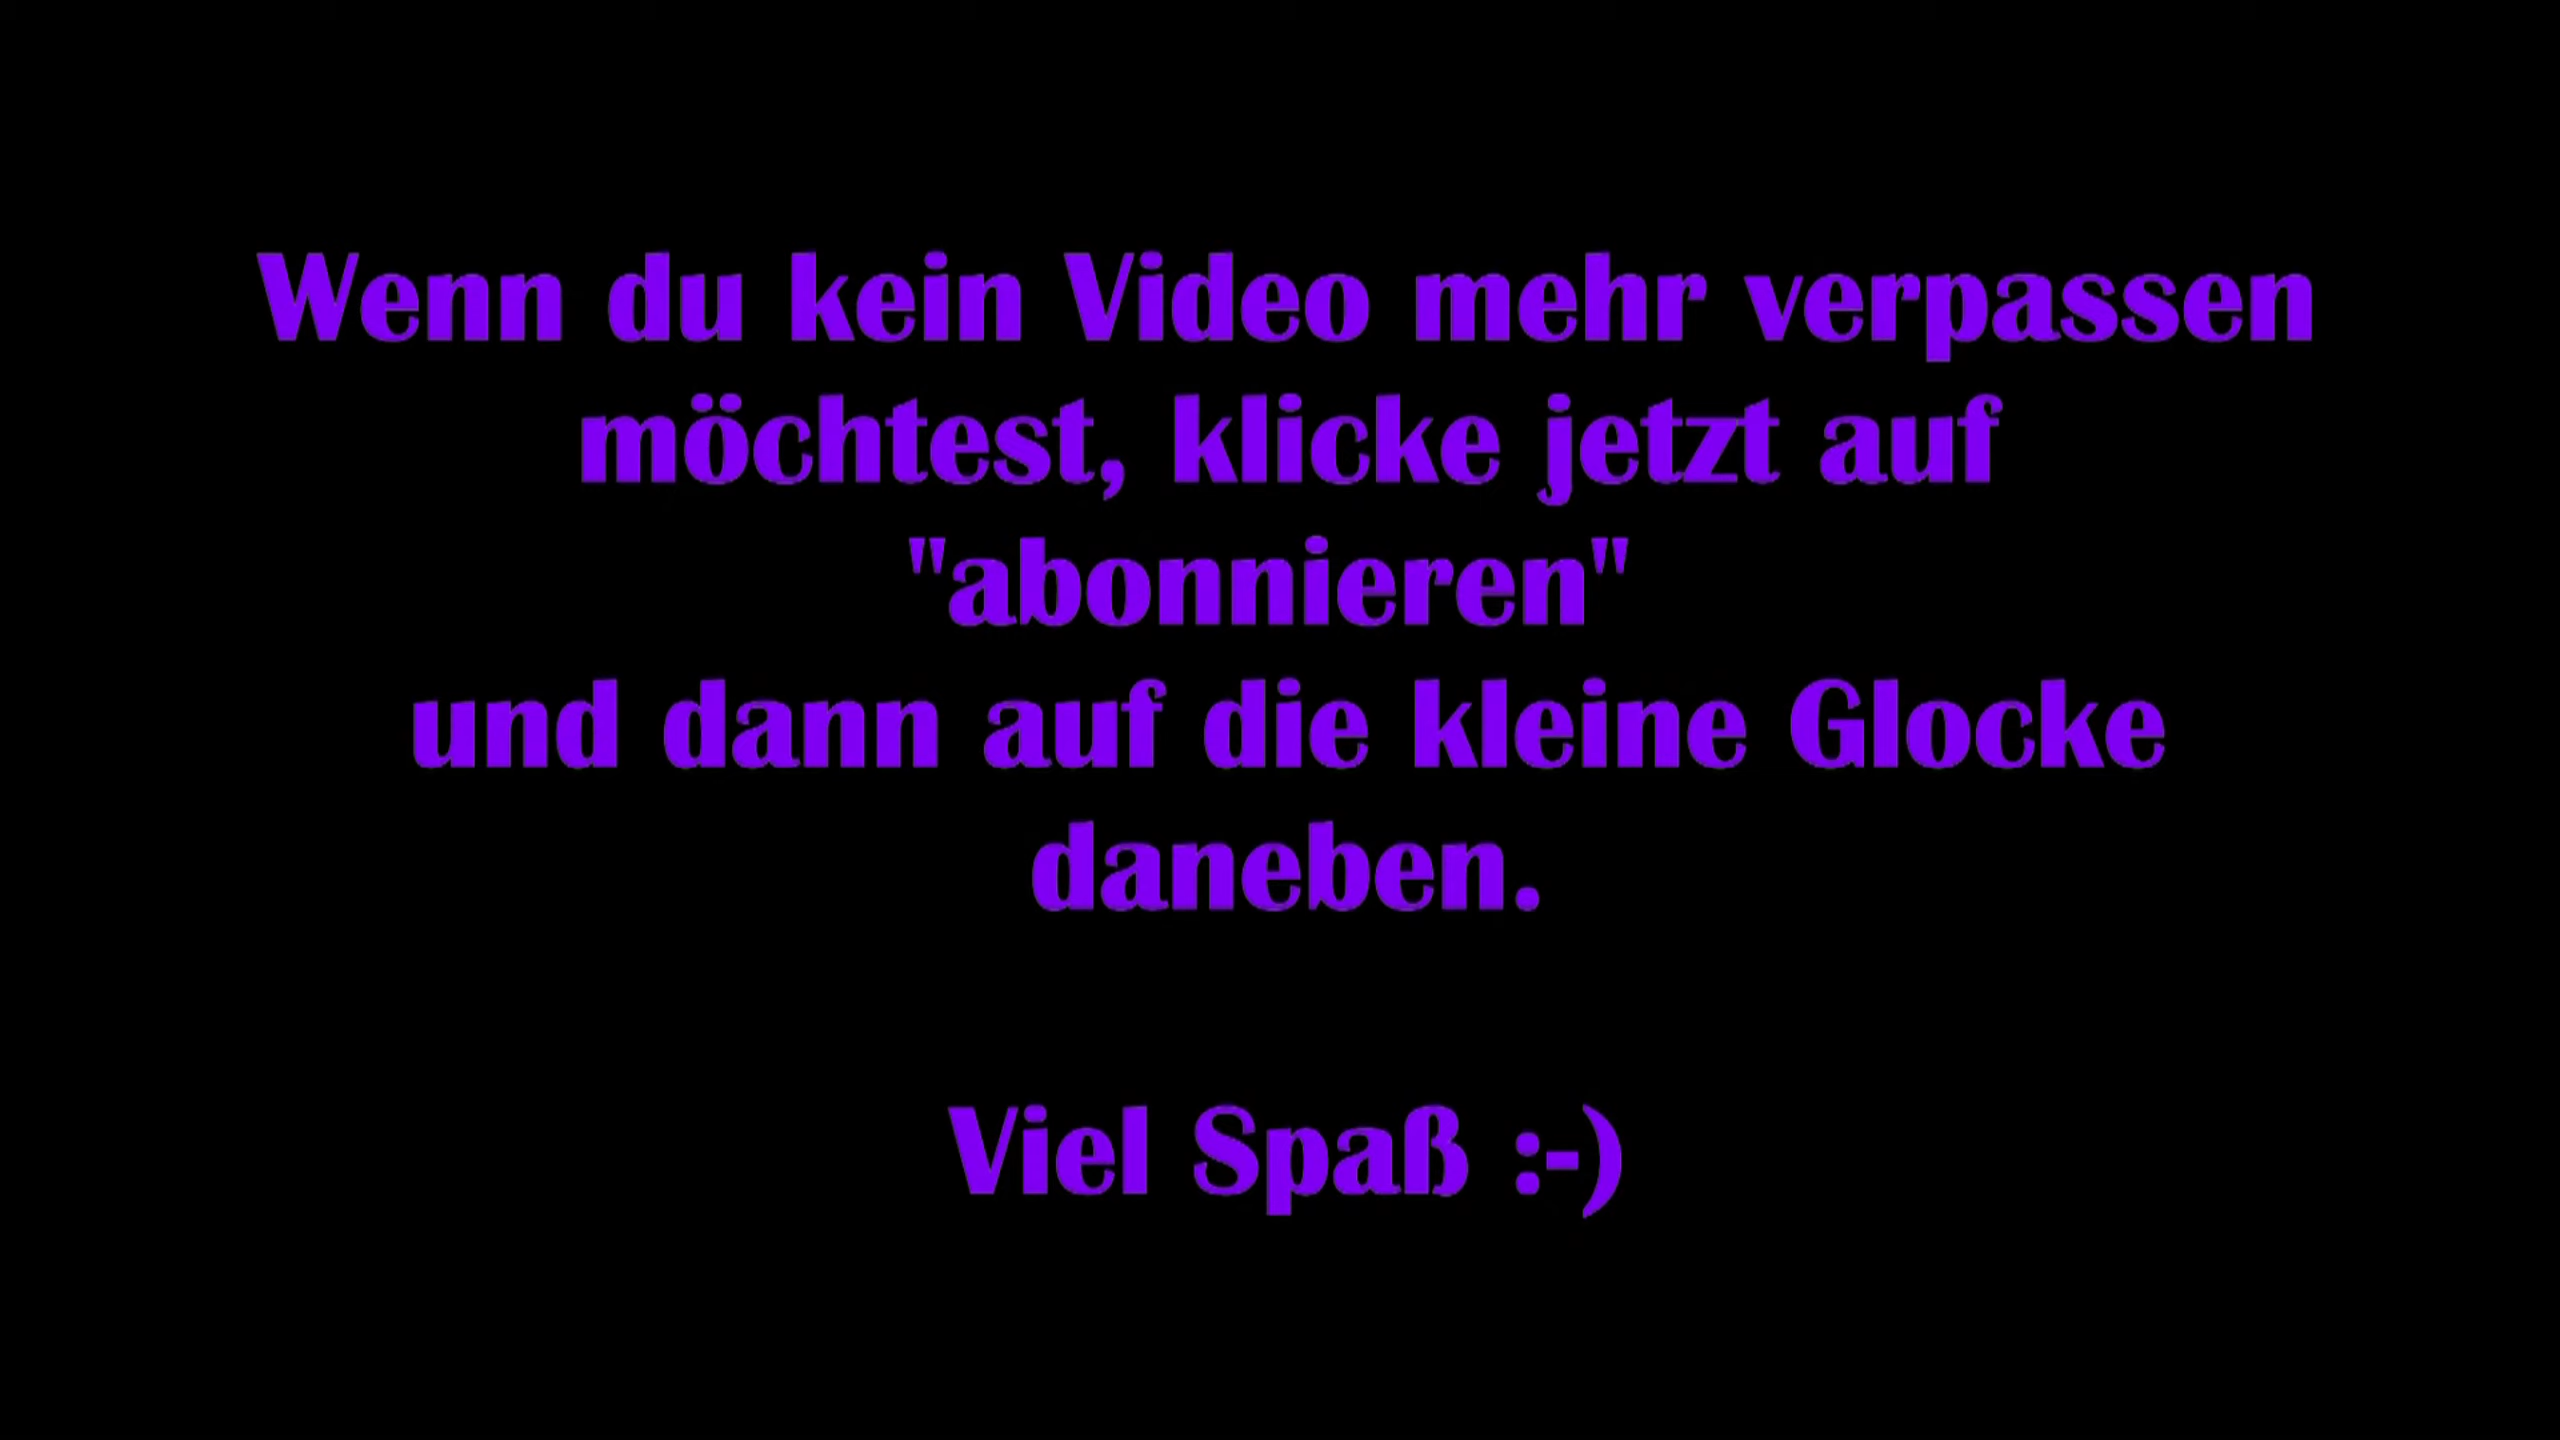 Wenn du kein Video mehr verpassen
möchtest, klicke jetzt auf
"abonnieren"
und dann auf die kleine Glocke
daneben.
Viel Spaß :-)